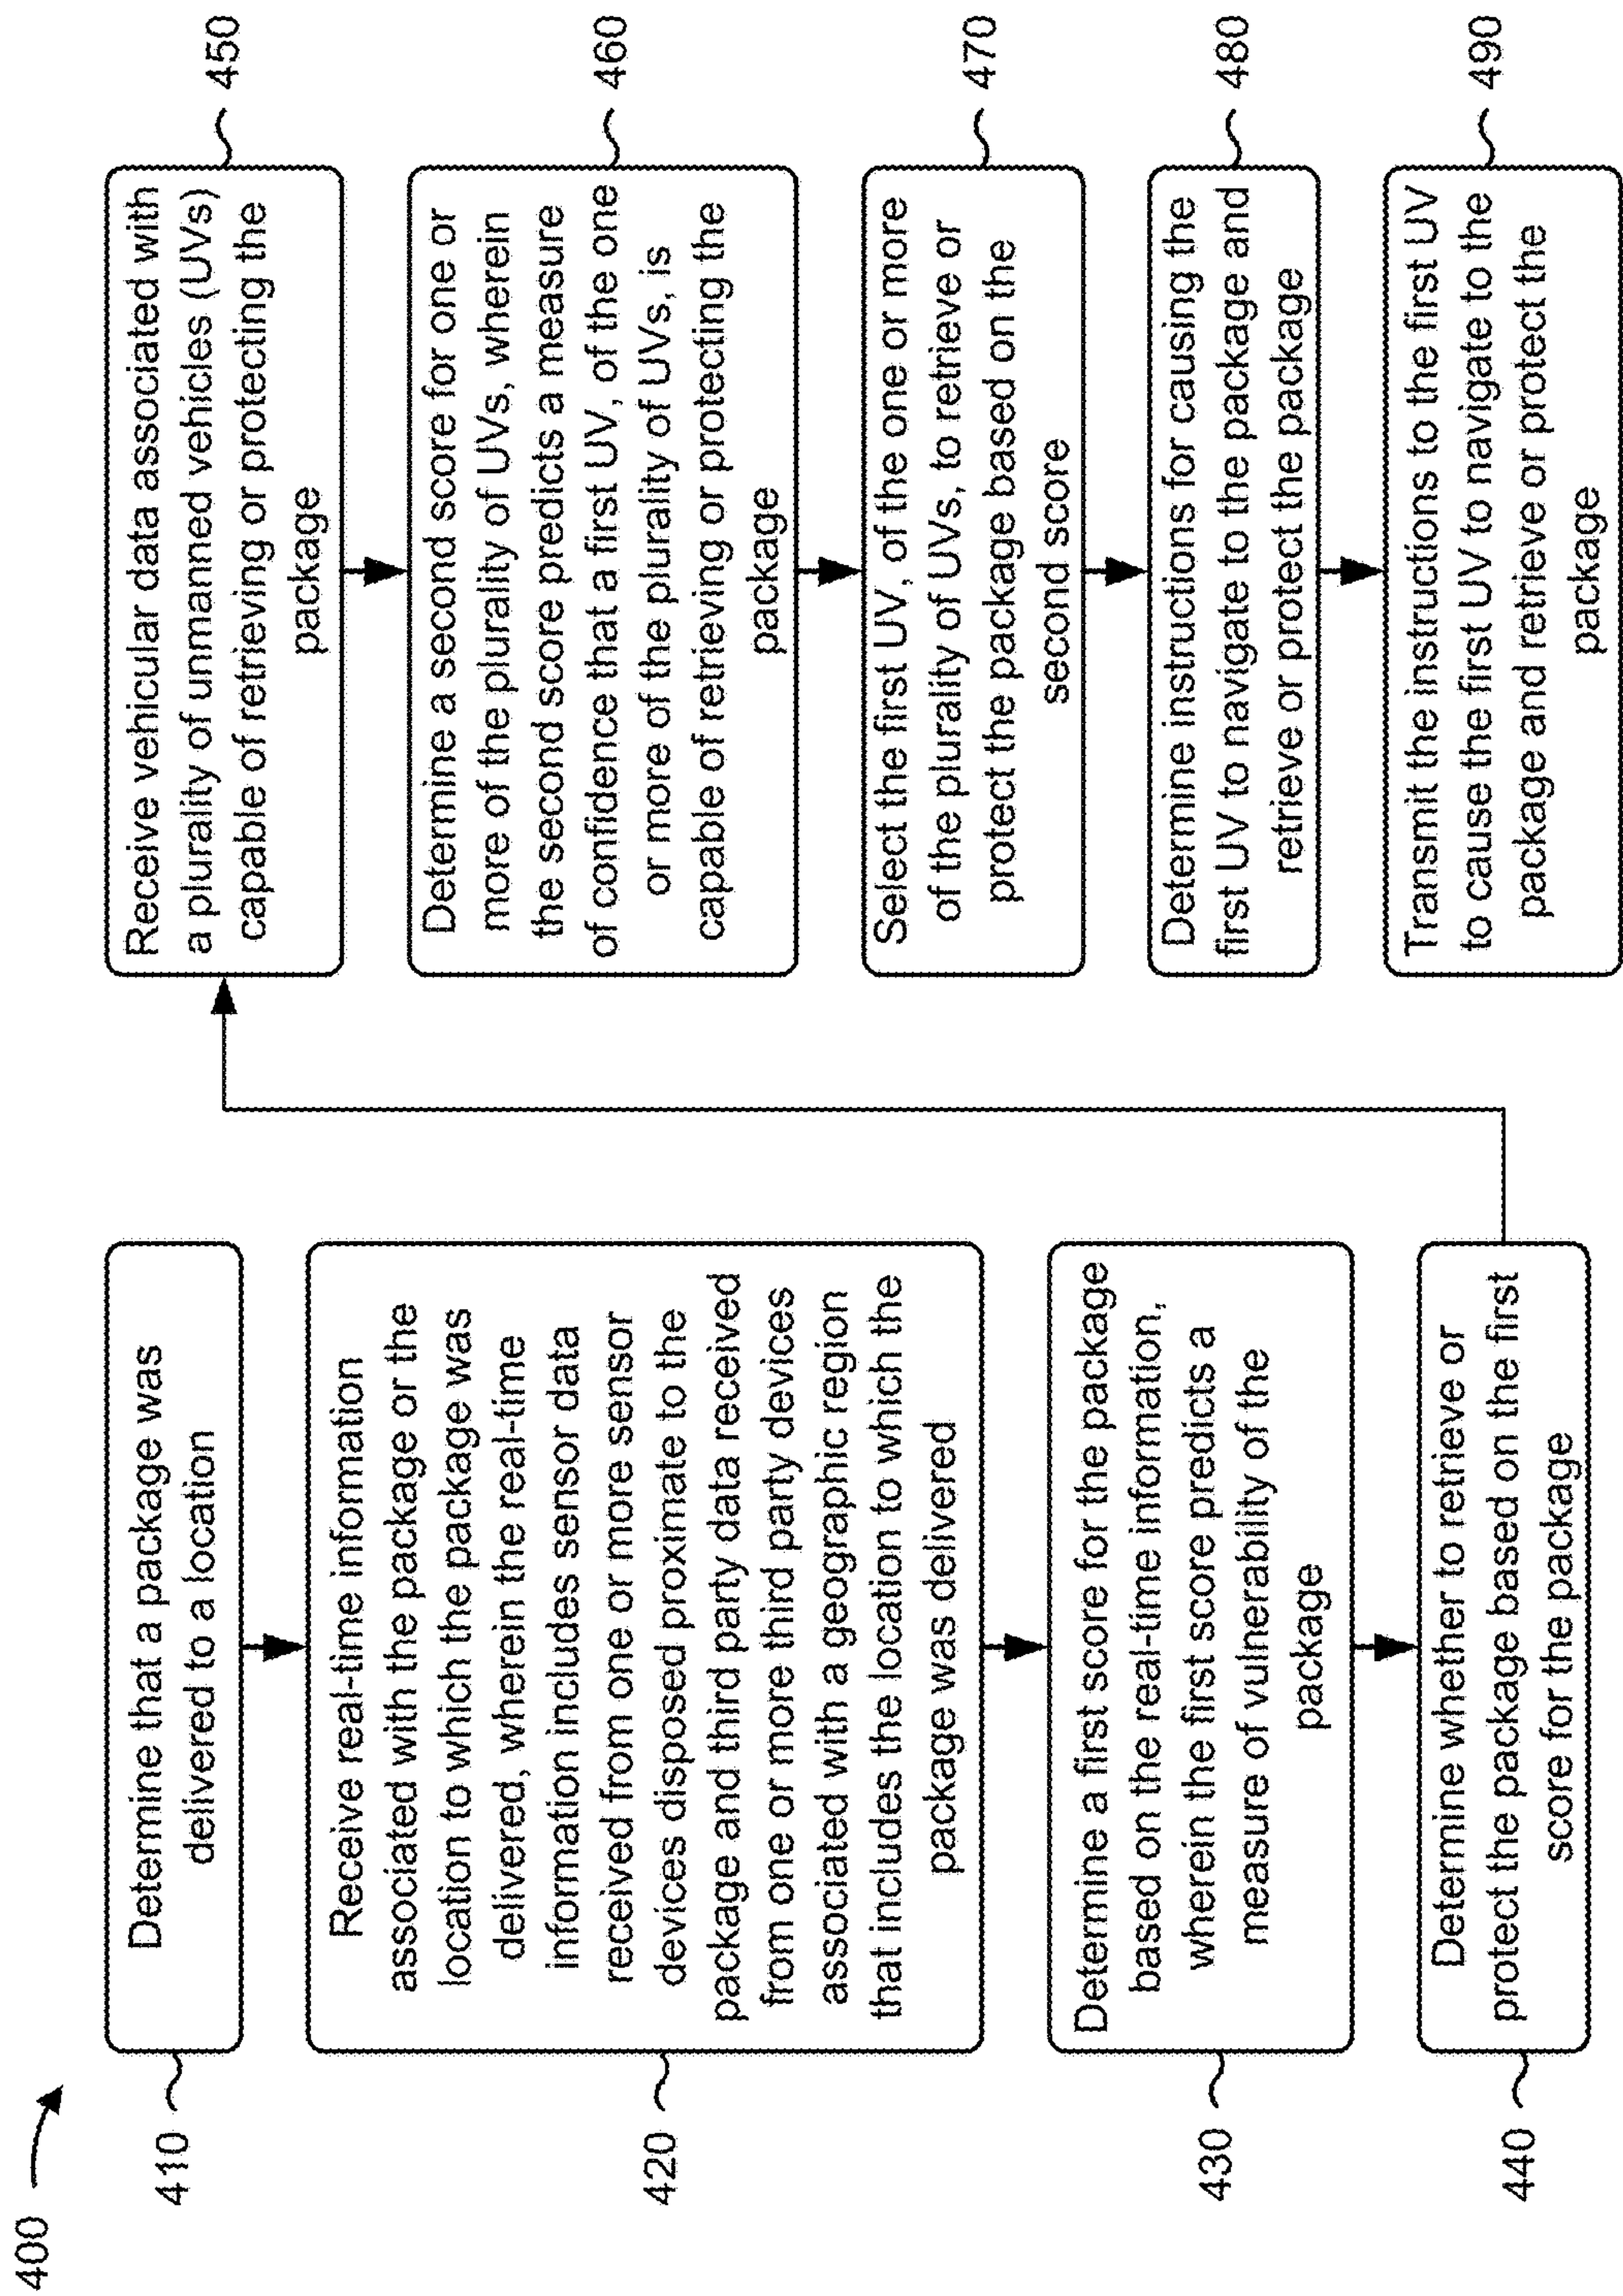 400
410
Determine that a package was
delivered to a location
420
Receive real-time information
associated with the package or the
location to which the package was
delivered, wherein the real-time
information includes sensor data
received from one or more sensor
devices disposed proximate to the
package and third party data received
from one or more third party devices
associated with a geographic region
that includes the location to which the
package was delivered
430
Determine a first score for the package
based on the real-time information,
wherein the first score predicts a
measure of vulnerability of the
package
440
Determine whether to retrieve or
protect the package based on the first
score for the package
450
Receive vehicular data associated with
a plurality of unmanned vehicles (UVs)
capable of retrieving or protecting the
package
460
Determine a second score for one or
more of the plurality of UVs, wherein
the second score predicts a measure
of confidence that a first UV, of the one
or more of the plurality of UVs, is
capable of retrieving or protecting the
package
470
Select the first UV, of the one or more
of the plurality of UVs, to retrieve or
protect the package based on the
second score
480
Determine instructions for causing the
first UV to navigate to the package and
retrieve or protect the package
490
Transmit the instructions to the first UV
to cause the first UV to navigate to the
package and retrieve or protect the
package